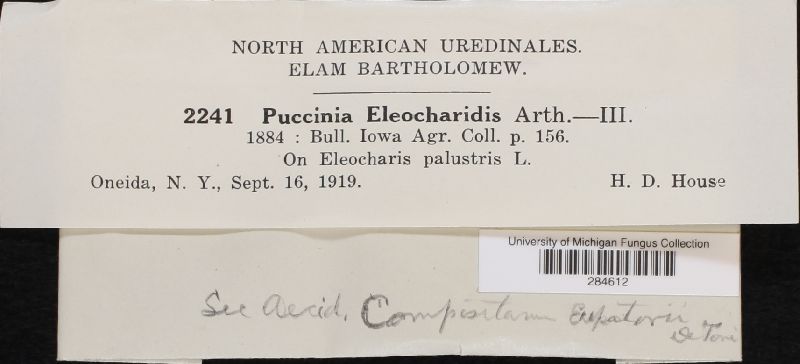 NORTH AMERICAN UREDINALES.
ELAM BARTHOLOMEW.
2241 Puccinia Eleocharidis Arth.—III.
1884 : Bull. Iowa Agr. Coll. p. 156.
On Eleocharis palustris L.
Oneida, N. Y., Sept. 16, 1919. H. D. House
University of Michigan Fungus Collection
284612
See Aecid. Compositarum Eupatorii
De Toni